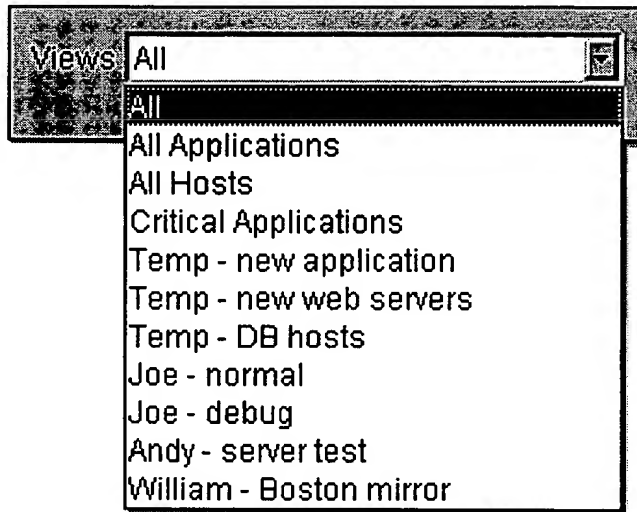 Views All
All
All Applications
All Hosts
Critical Applications
Temp - new application
Temp - new web servers
Temp - DB hosts
Joe - normal
Joe - debug
Andy - server test
William - Boston mirror